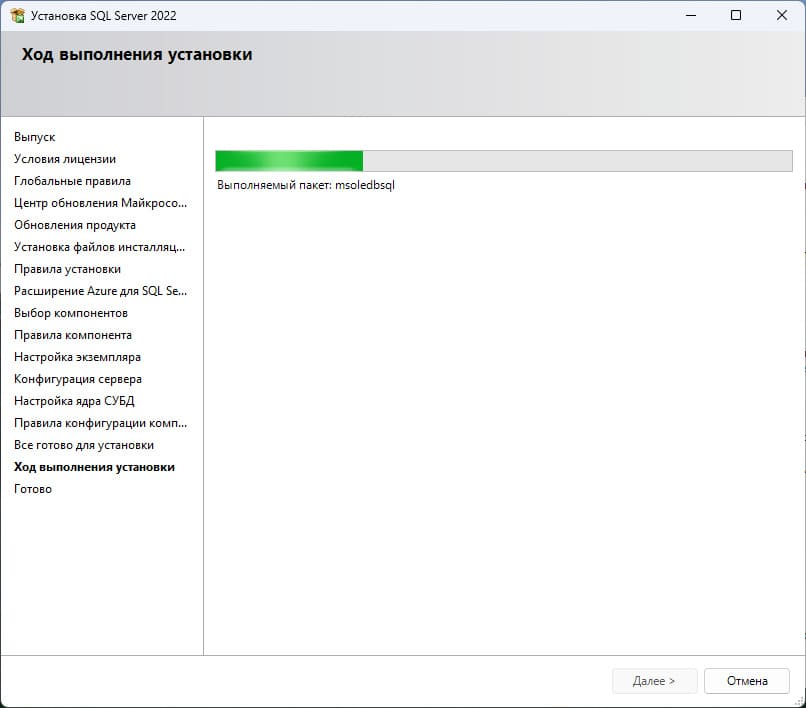 Установка SQL Server 2022
Ход выполнения установки
Выпуск
Условия лицензии
Глобальные правила
Центр обновления Майкросо...
Обновления продукта
Установка файлов инсталляц...
Правила установки
Расширение Azure для SQL Se...
Выбор компонентов
Правила компонента
Настройка экземпляра
Конфигурация сервера
Настройка ядра СУБД
Правила конфигурации комп...
Все готово для установки
Ход выполнения установки
Готово
Выполняемый пакет: msoledbsql
Далее >
Отмена